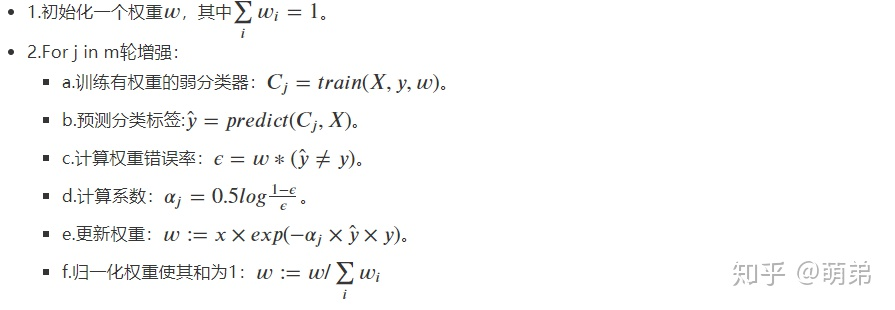 • 1.初始化一个权重w，其中∑ᵢ wᵢ = 1。
• 2.For j in m轮增强：
▪ a.训练有权重的弱分类器：Cⱼ = train(X, y, w)。
▪ b.预测分类标签:ŷ = predict(Cⱼ, X)。
▪ c.计算权重错误率：ϵ = w ∗ (ŷ ≠ y)。
▪ d.计算系数：αⱼ = 0.5log (1−ϵ)/ϵ 。
▪ e.更新权重：w := x × exp(−αⱼ × ŷ × y)。
▪ f.归一化权重使其和为1：w := w/∑ᵢ wᵢ
知乎 @萌弟